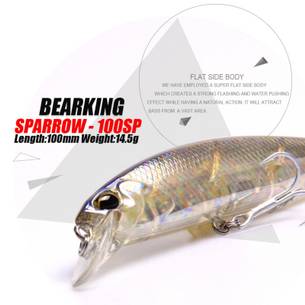 FLAT SIDE BODY
WE HAVE EMPLOYED A SUPER FLAT SIDE BODY
WHICH CREATES A STRONG FLASHING AND WATER PUSHING
EFFECT WHILE HAVING A NATURAL ACTION. IT WILL ATTRACT
BASS FROM A VAST AREA.
BEARKING
SPARROW - 100SP
Length:100mm Weight:14.5g